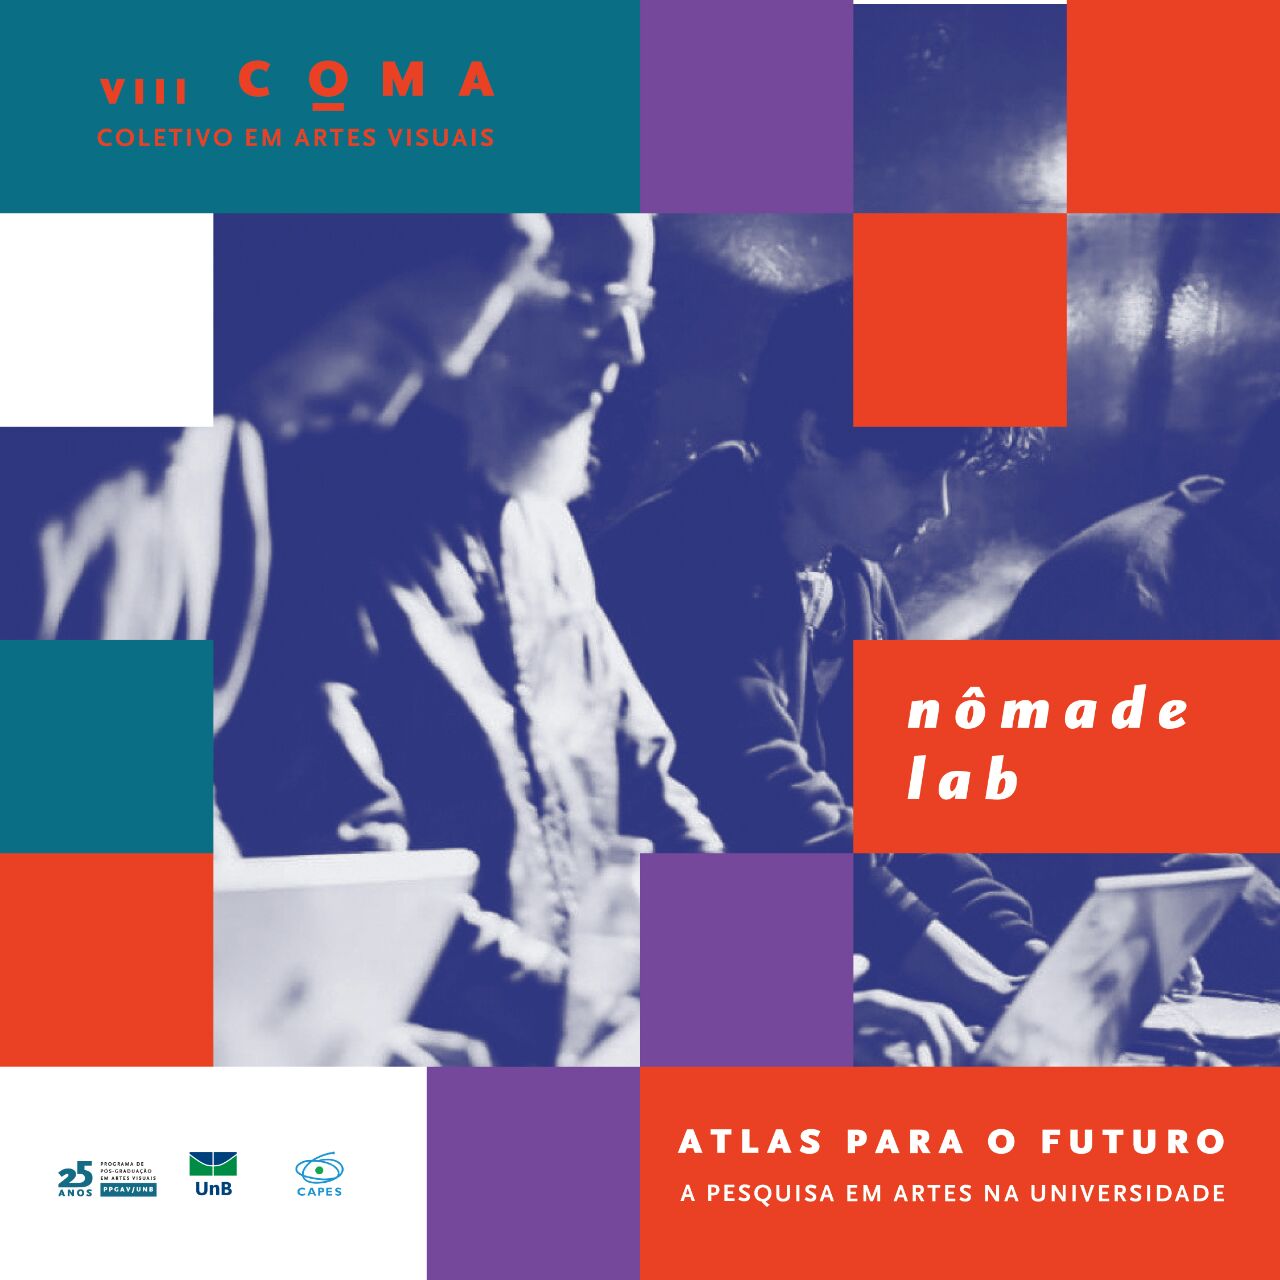 VIII COMA
COLETIVO EM ARTES VISUAIS
nômade
lab
ATLAS PARA O FUTURO
A PESQUISA EM ARTES NA UNIVERSIDADE
25
ANOS
PROGRAMA DE
PÓS-GRADUAÇÃO
EM ARTES VISUAIS
PPGAV/UNB
UnB
CAPES